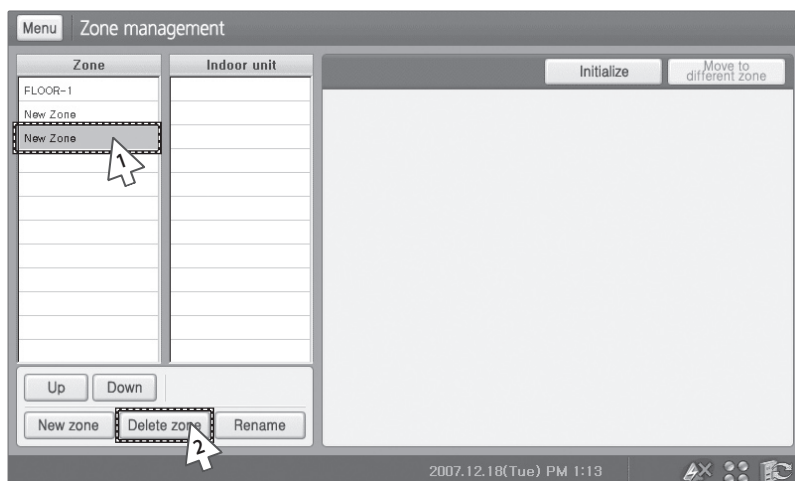 Menu Zone management
Zone Indoor unit
Initialize Move to different zone
FLOOR-1
New Zone
New Zone
1
Up Down
New zone Delete zone Rename
2
2007.12.18(Tue) PM 1:13